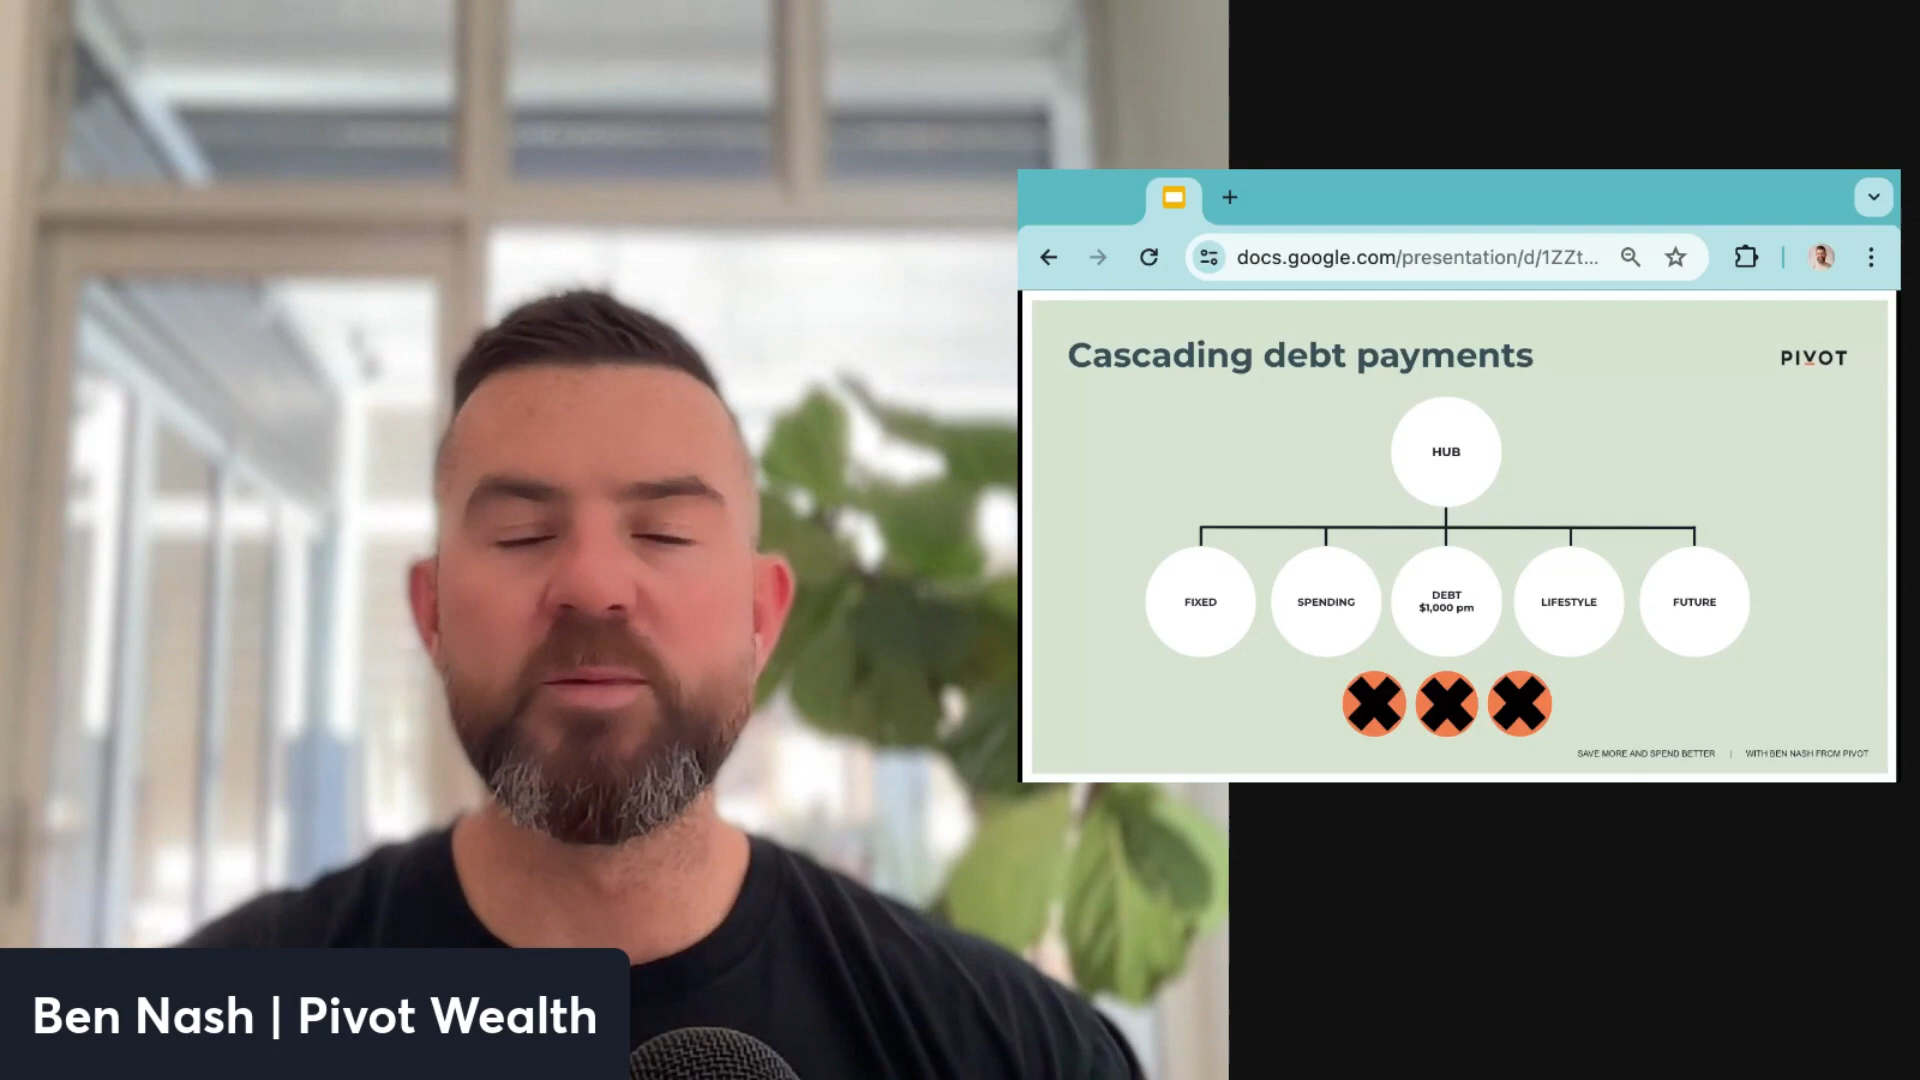 docs.google.com/presentation/d/1ZZt...
Cascading debt payments
PIVOT
HUB
FIXED
SPENDING
DEBT
$1,000 pm
LIFESTYLE
FUTURE
SAVE MORE AND SPEND BETTER | WITH BEN NASH FROM PIVOT
Ben Nash | Pivot Wealth